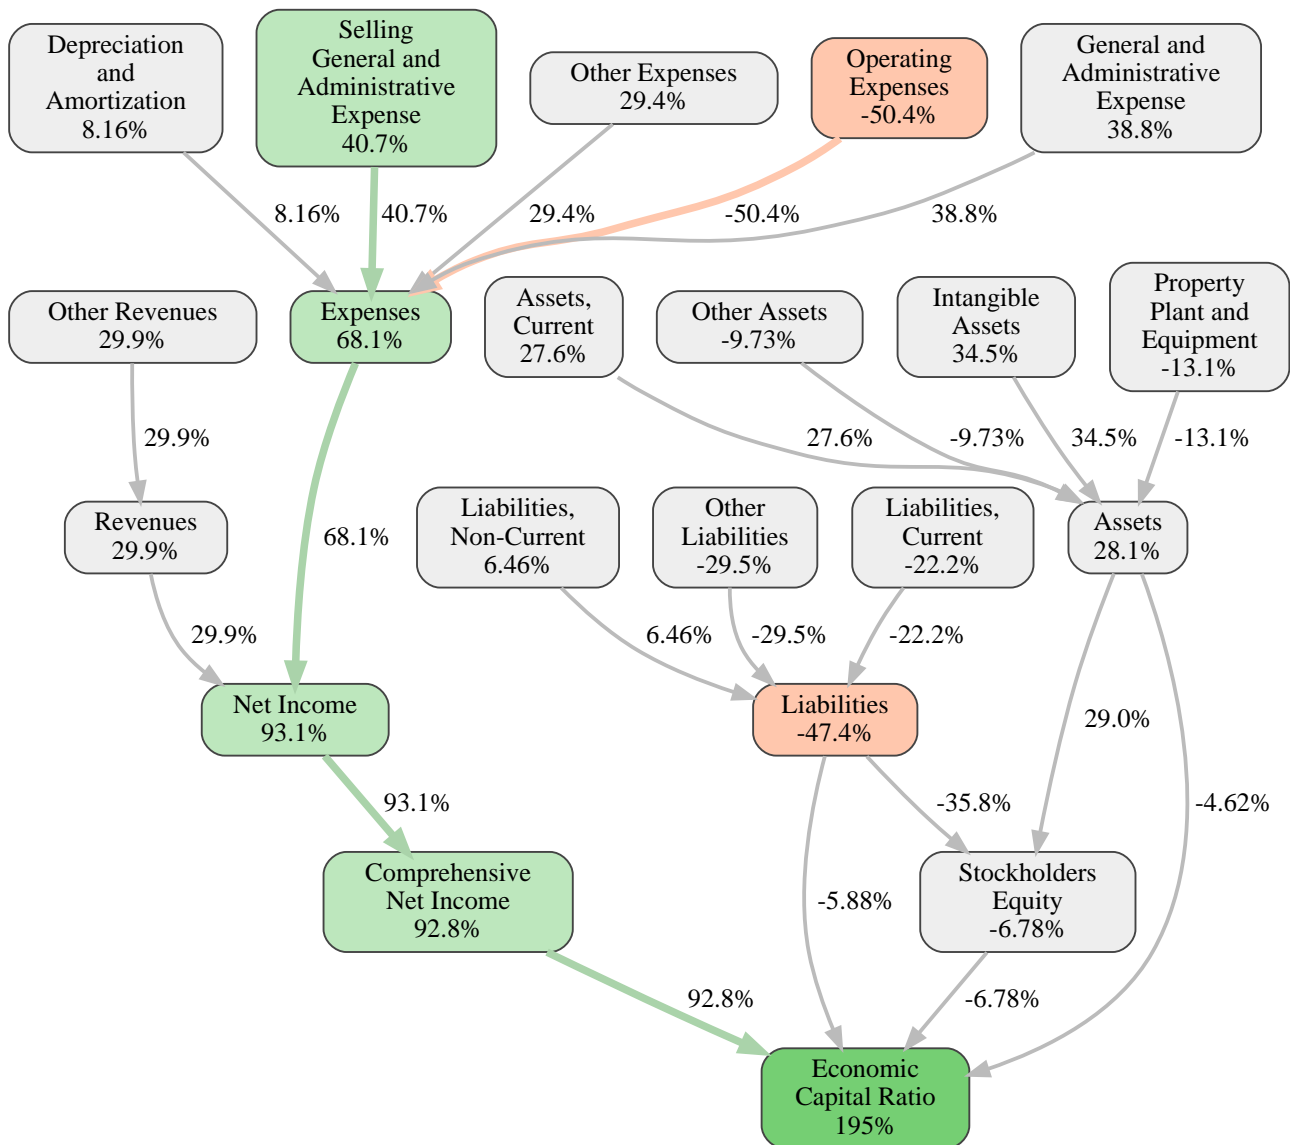 Depreciation
and
Amortization
8.16%
Selling
General and
Administrative
Expense
40.7%
Other Expenses
29.4%
Operating
Expenses
-50.4%
General and
Administrative
Expense
38.8%
8.16%
40.7%
29.4%
-50.4%
38.8%
Other Revenues
29.9%
Expenses
68.1%
Assets,
Current
27.6%
Other Assets
-9.73%
Intangible
Assets
34.5%
Property
Plant and
Equipment
-13.1%
29.9%
27.6%
-9.73%
34.5%
-13.1%
Revenues
29.9%
68.1%
Liabilities,
Non-Current
6.46%
Other
Liabilities
-29.5%
Liabilities,
Current
-22.2%
Assets
28.1%
29.9%
6.46%
-29.5%
-22.2%
Net Income
93.1%
Liabilities
-47.4%
29.0%
93.1%
-35.8%
-4.62%
Comprehensive
Net Income
92.8%
-5.88%
Stockholders
Equity
-6.78%
92.8%
-6.78%
Economic
Capital Ratio
195%